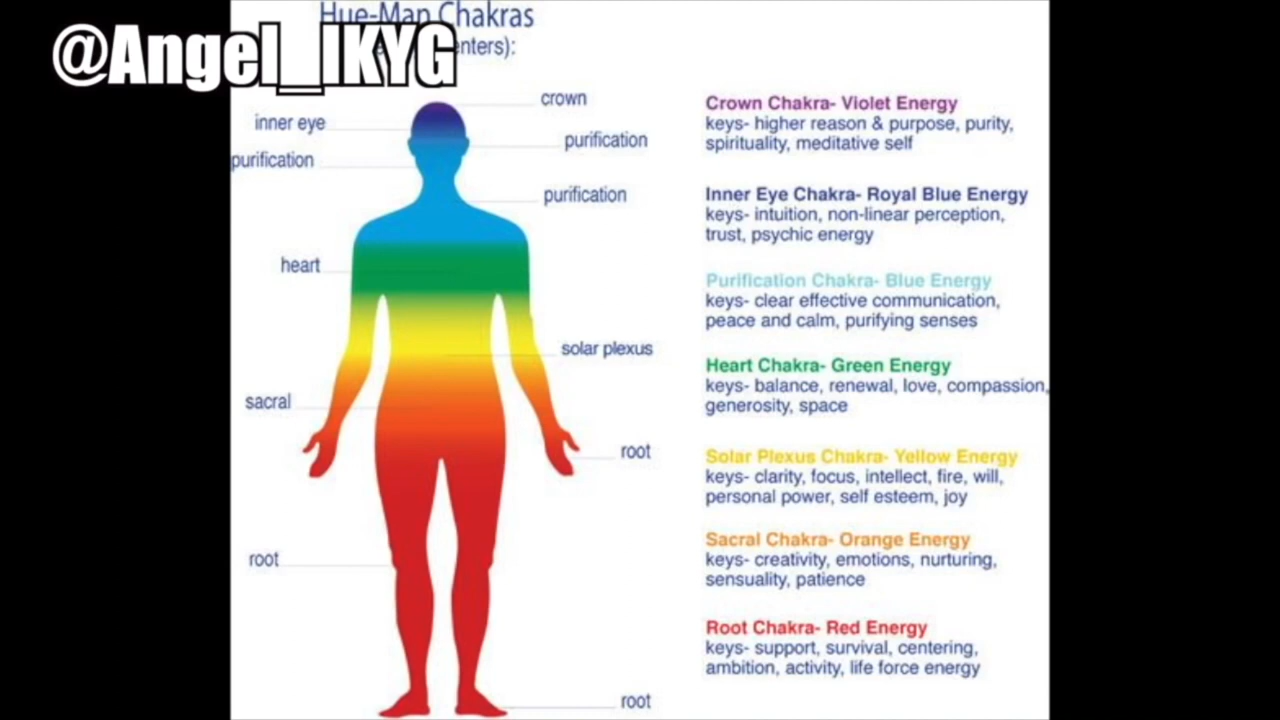 Hue-Man Chakras
@Angel_IKYG
enters):
crown
inner eye
purification
purification
purification
heart
solar plexus
sacral
root
root
root
Crown Chakra- Violet Energy
keys- higher reason & purpose, purity,
spirituality, meditative self
Inner Eye Chakra- Royal Blue Energy
keys- intuition, non-linear perception,
trust, psychic energy
Purification Chakra- Blue Energy
keys- clear effective communication,
peace and calm, purifying senses
Heart Chakra- Green Energy
keys- balance, renewal, love, compassion,
generosity, space
Solar Plexus Chakra- Yellow Energy
keys- clarity, focus, intellect, fire, will,
personal power, self esteem, joy
Sacral Chakra- Orange Energy
keys- creativity, emotions, nurturing,
sensuality, patience
Root Chakra- Red Energy
keys- support, survival, centering,
ambition, activity, life force energy